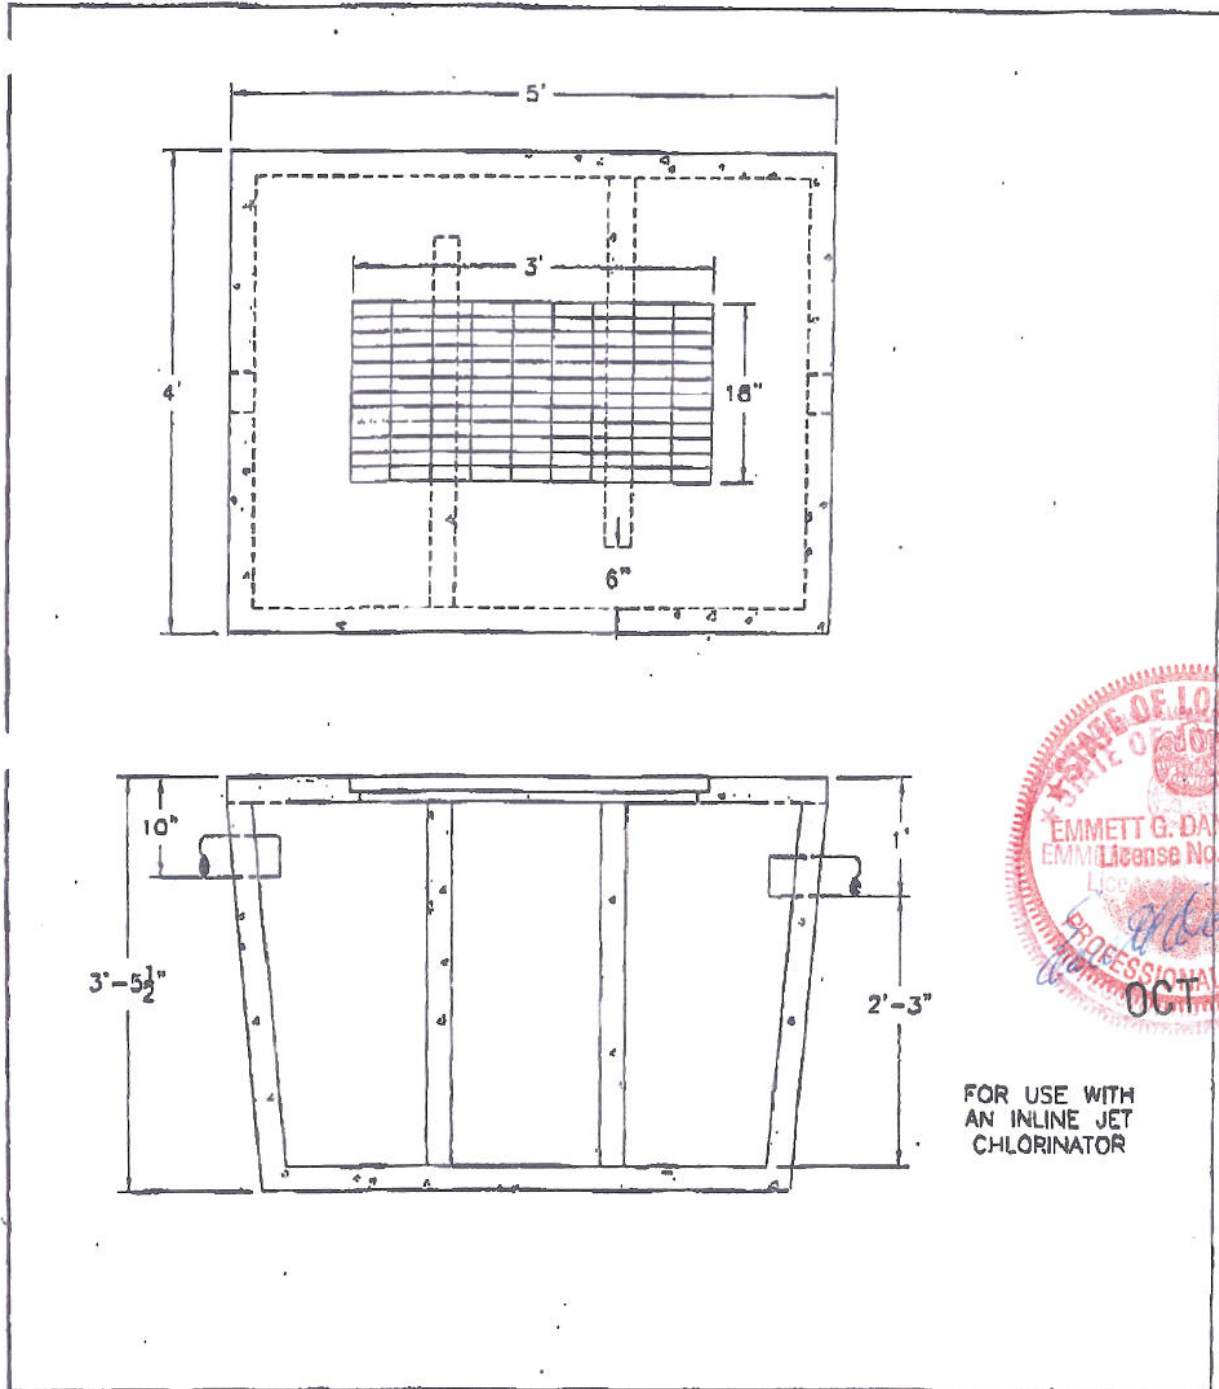 5'
3'
4'
18"
6"
10"
1'
3'-5½"
2'-3"
STATE OF LO
EMMETT G. DA
License No.
PROFESSIONAL
OCT
FOR USE WITH
AN INLINE JET
CHLORINATOR